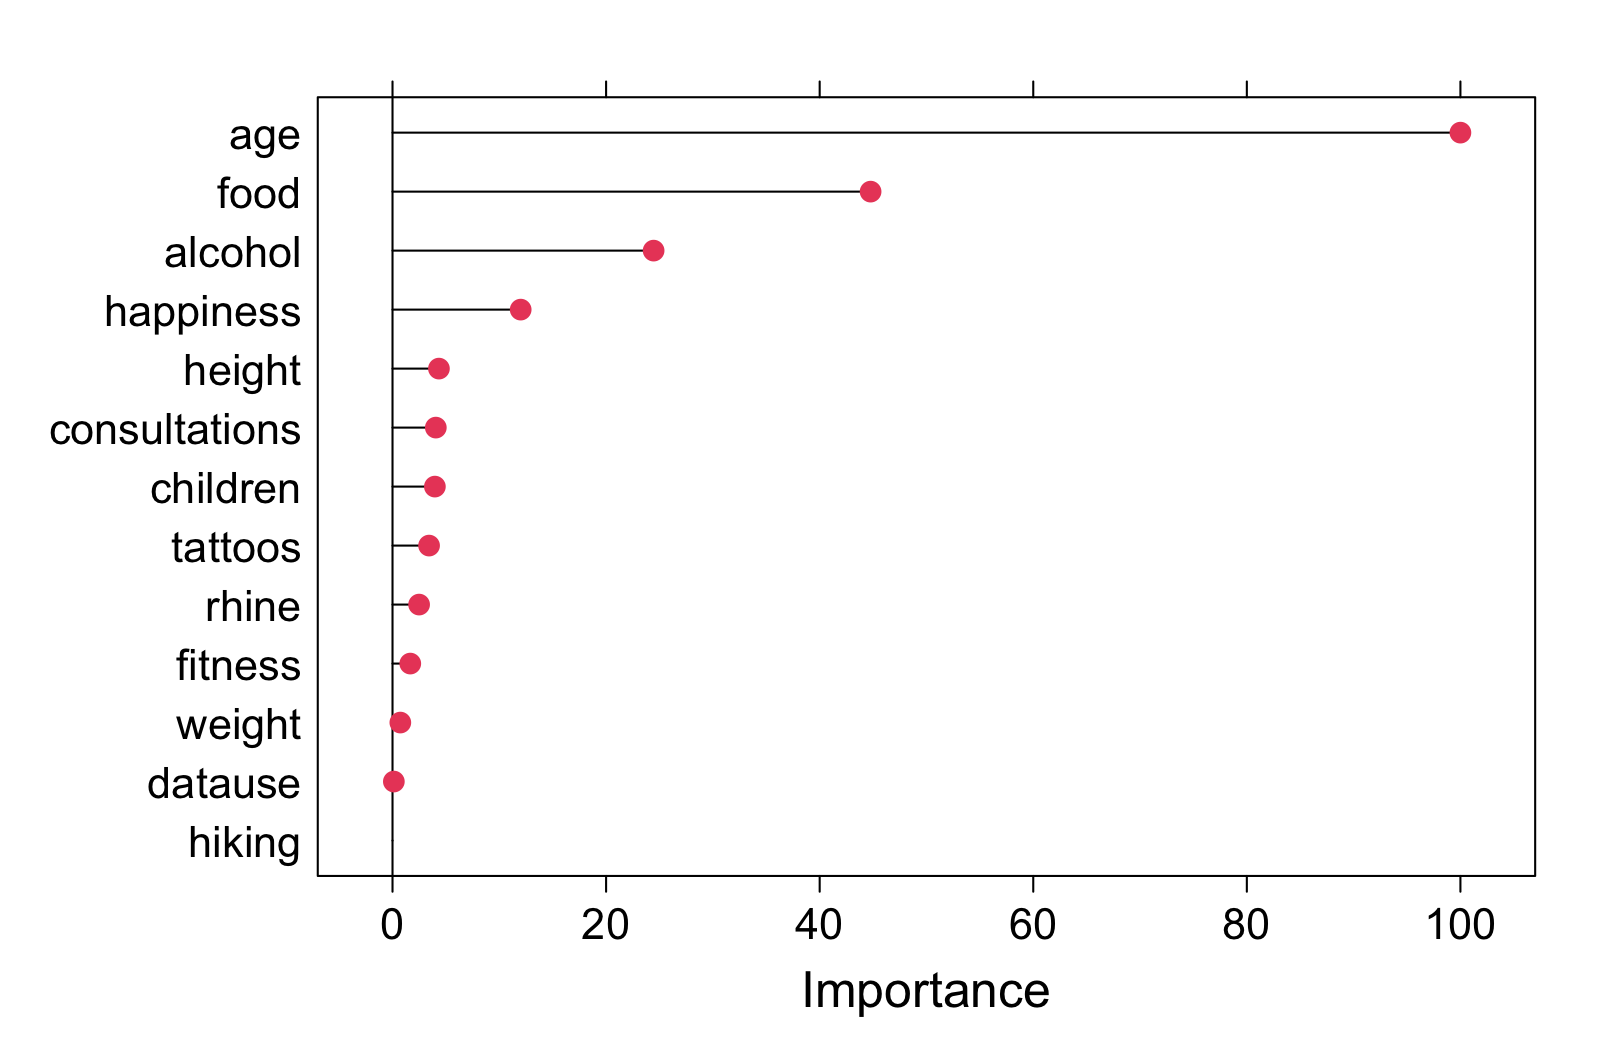 age
food
alcohol
happiness
height
consultations
children
tattoos
rhine
fitness
weight
datause
hiking
0 20 40 60 80 100
Importance